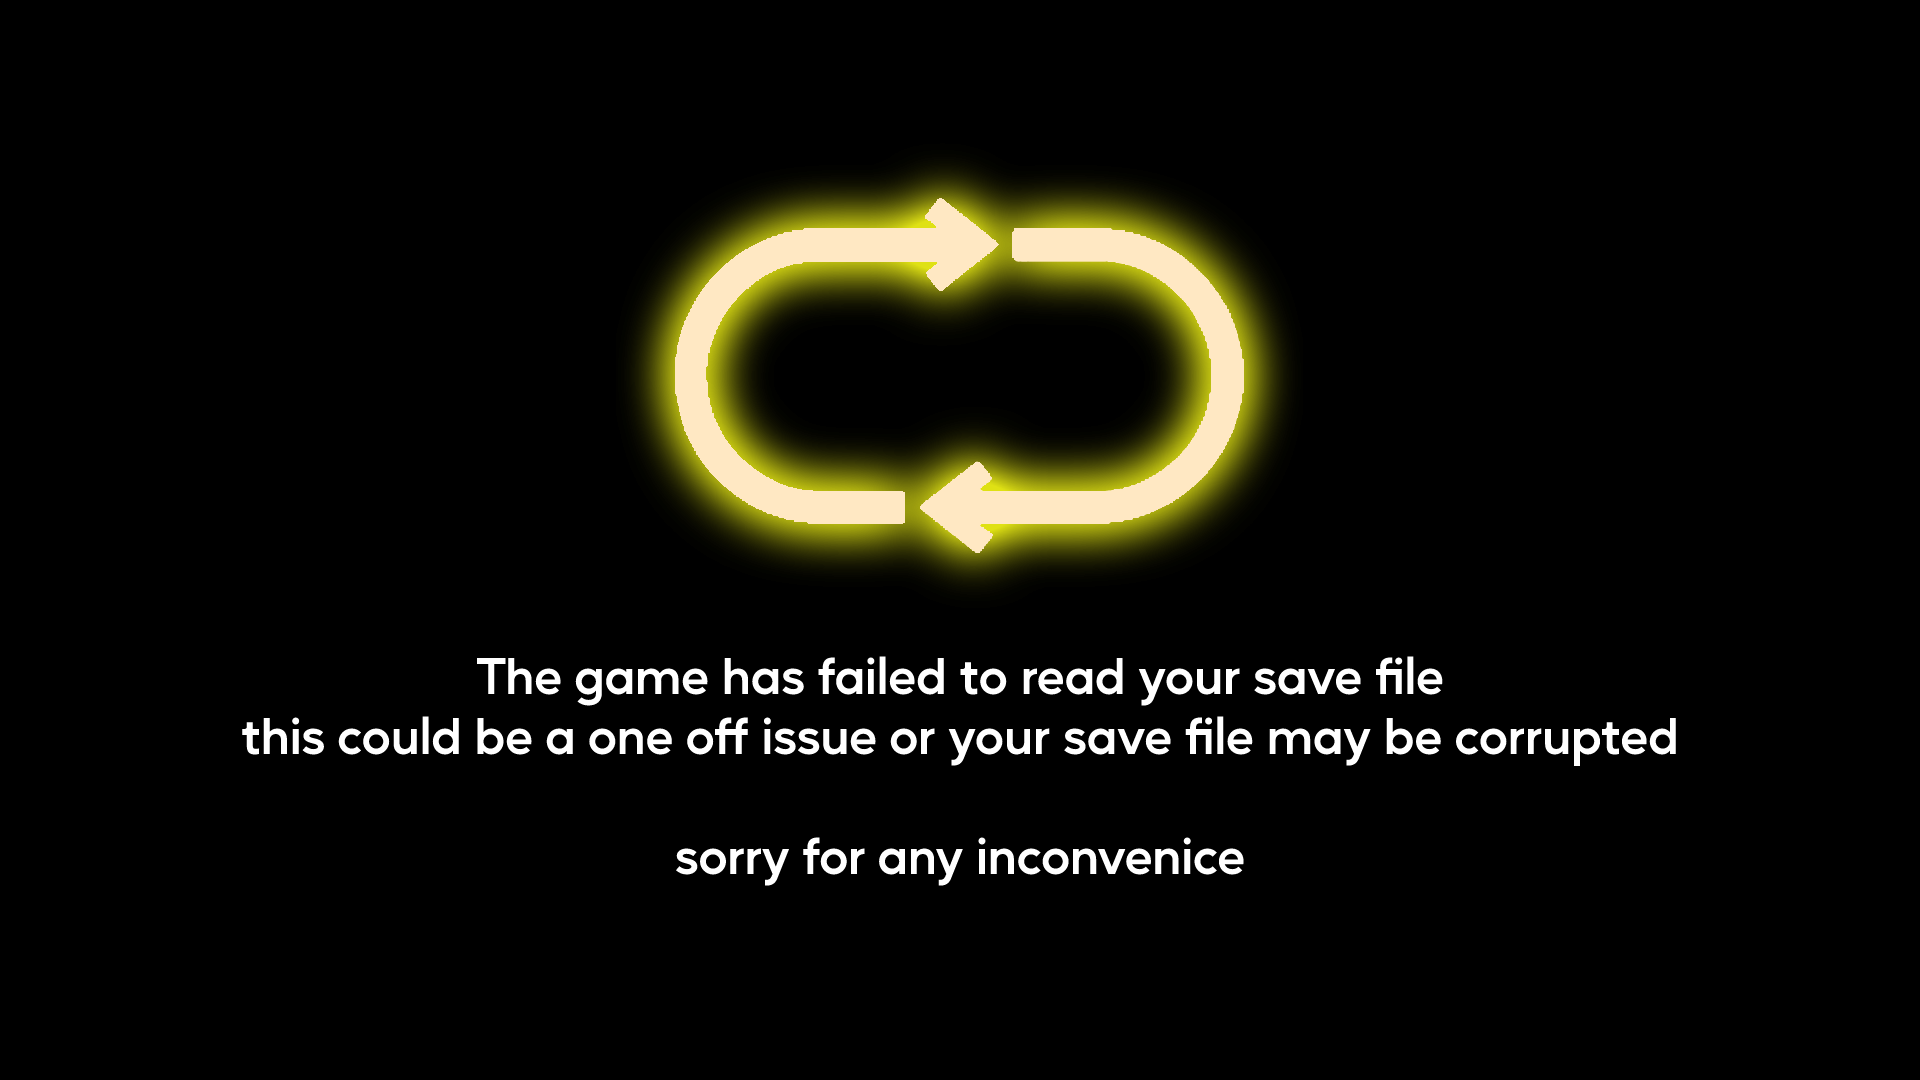 The game has failed to read your save file
this could be a one off issue or your save file may be corrupted
sorry for any inconvenice